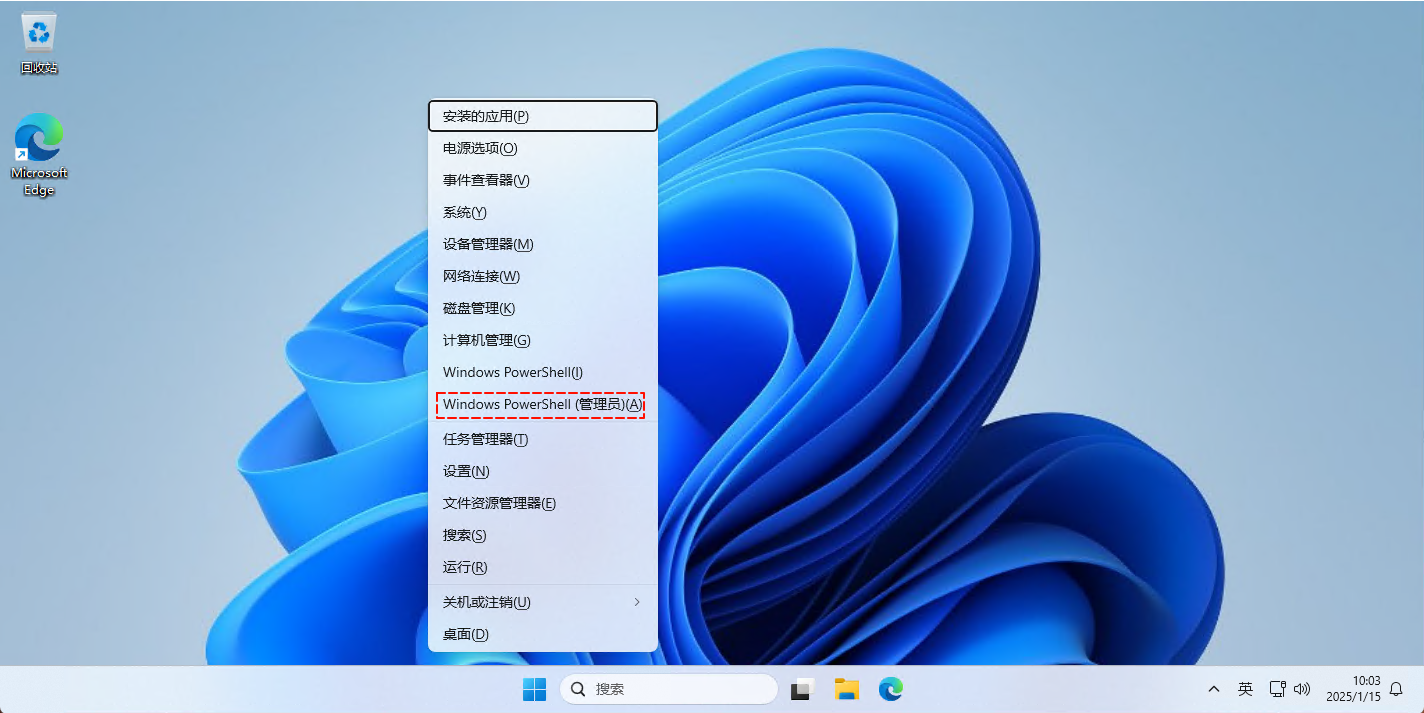 回收站
Microsoft
Edge
安装的应用(P)
电源选项(O)
事件查看器(V)
系统(Y)
设备管理器(M)
网络连接(W)
磁盘管理(K)
计算机管理(G)
Windows PowerShell(I)
Windows PowerShell (管理员)(A)
任务管理器(T)
设置(N)
文件资源管理器(E)
搜索(S)
运行(R)
关机或注销(U)
桌面(D)
搜索
英
10:03
2025/1/15